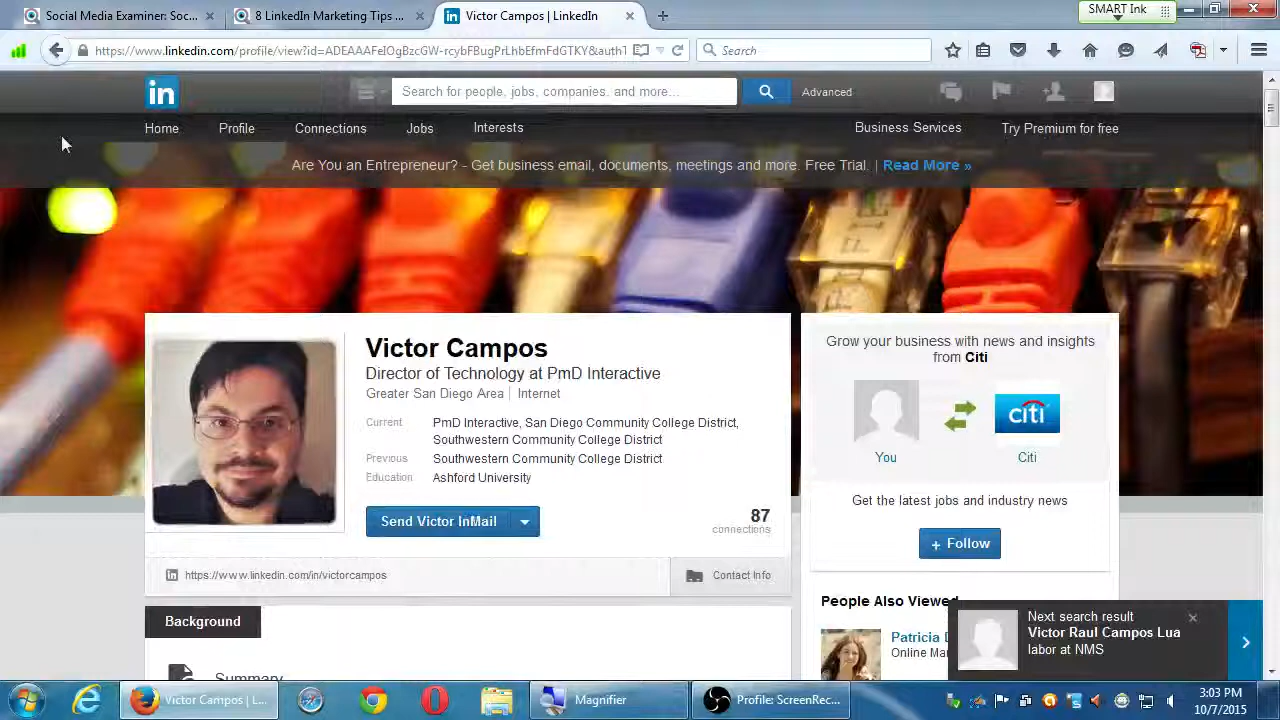 Social Media Examiner: Soc...
8 LinkedIn Marketing Tips ...
Victor Campos | LinkedIn
SMART Ink
https://www.linkedin.com/profile/view?id=ADEAAAFeIOgBzcGW-rcybFBugPrLhbEfmFdGTKY&auth
Search
in
Search for people, jobs, companies, and more...
Advanced
Home
Profile
Connections
Jobs
Interests
Business Services
Try Premium for free
Are You an Entrepreneur? - Get business email, documents, meetings and more. Free Trial. | Read More »
Victor Campos
Director of Technology at PmD Interactive
Greater San Diego Area | Internet
Current PmD Interactive, San Diego Community College District,
Southwestern Community College District
Previous Southwestern Community College District
Education Ashford University
Send Victor InMail
87
connections
https://www.linkedin.com/in/victorcampos
Contact Info
Background
Summary
Grow your business with news and insights
from Citi
citi
You
Citi
Get the latest jobs and industry news
+ Follow
People Also Viewed
Patricia
Online Mar
Next search result
Victor Raul Campos Lua
labor at NMS
Victor Campos | L...
Magnifier
Profile: ScreenRec...
3:03 PM
10/7/2015